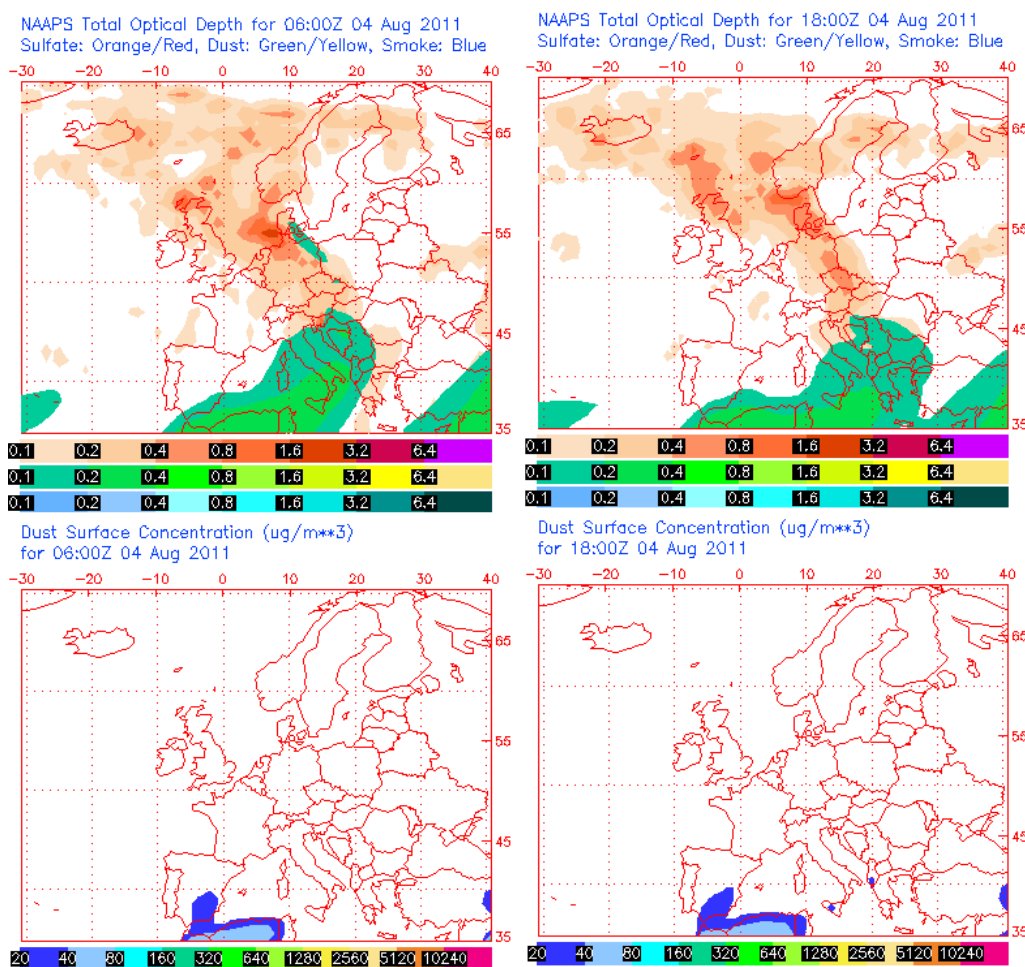 NAAPS Total Optical Depth for 06:00Z 04 Aug 2011
Sulfate: Orange/Red, Dust: Green/Yellow, Smoke: Blue
-30 -20 -10 0 10 20 30 40
65
55
45
35
0.1 0.2 0.4 0.8 1.6 3.2 6.4
0.1 0.2 0.4 0.8 1.6 3.2 6.4
0.1 0.2 0.4 0.8 1.6 3.2 6.4
NAAPS Total Optical Depth for 18:00Z 04 Aug 2011
Sulfate: Orange/Red, Dust: Green/Yellow, Smoke: Blue
-30 -20 -10 0 10 20 30 40
65
55
45
35
0.1 0.2 0.4 0.8 1.6 3.2 6.4
0.1 0.2 0.4 0.8 1.6 3.2 6.4
0.1 0.2 0.4 0.8 1.6 3.2 6.4
Dust Surface Concentration (ug/m**3)
for 06:00Z 04 Aug 2011
-30 -20 -10 0 10 20 30 40
65
55
45
35
20 40 80 160 320 640 1280 2560 5120 10240
Dust Surface Concentration (ug/m**3)
for 18:00Z 04 Aug 2011
-30 -20 -10 0 10 20 30 40
65
55
45
35
20 40 80 160 320 640 1280 2560 5120 10240